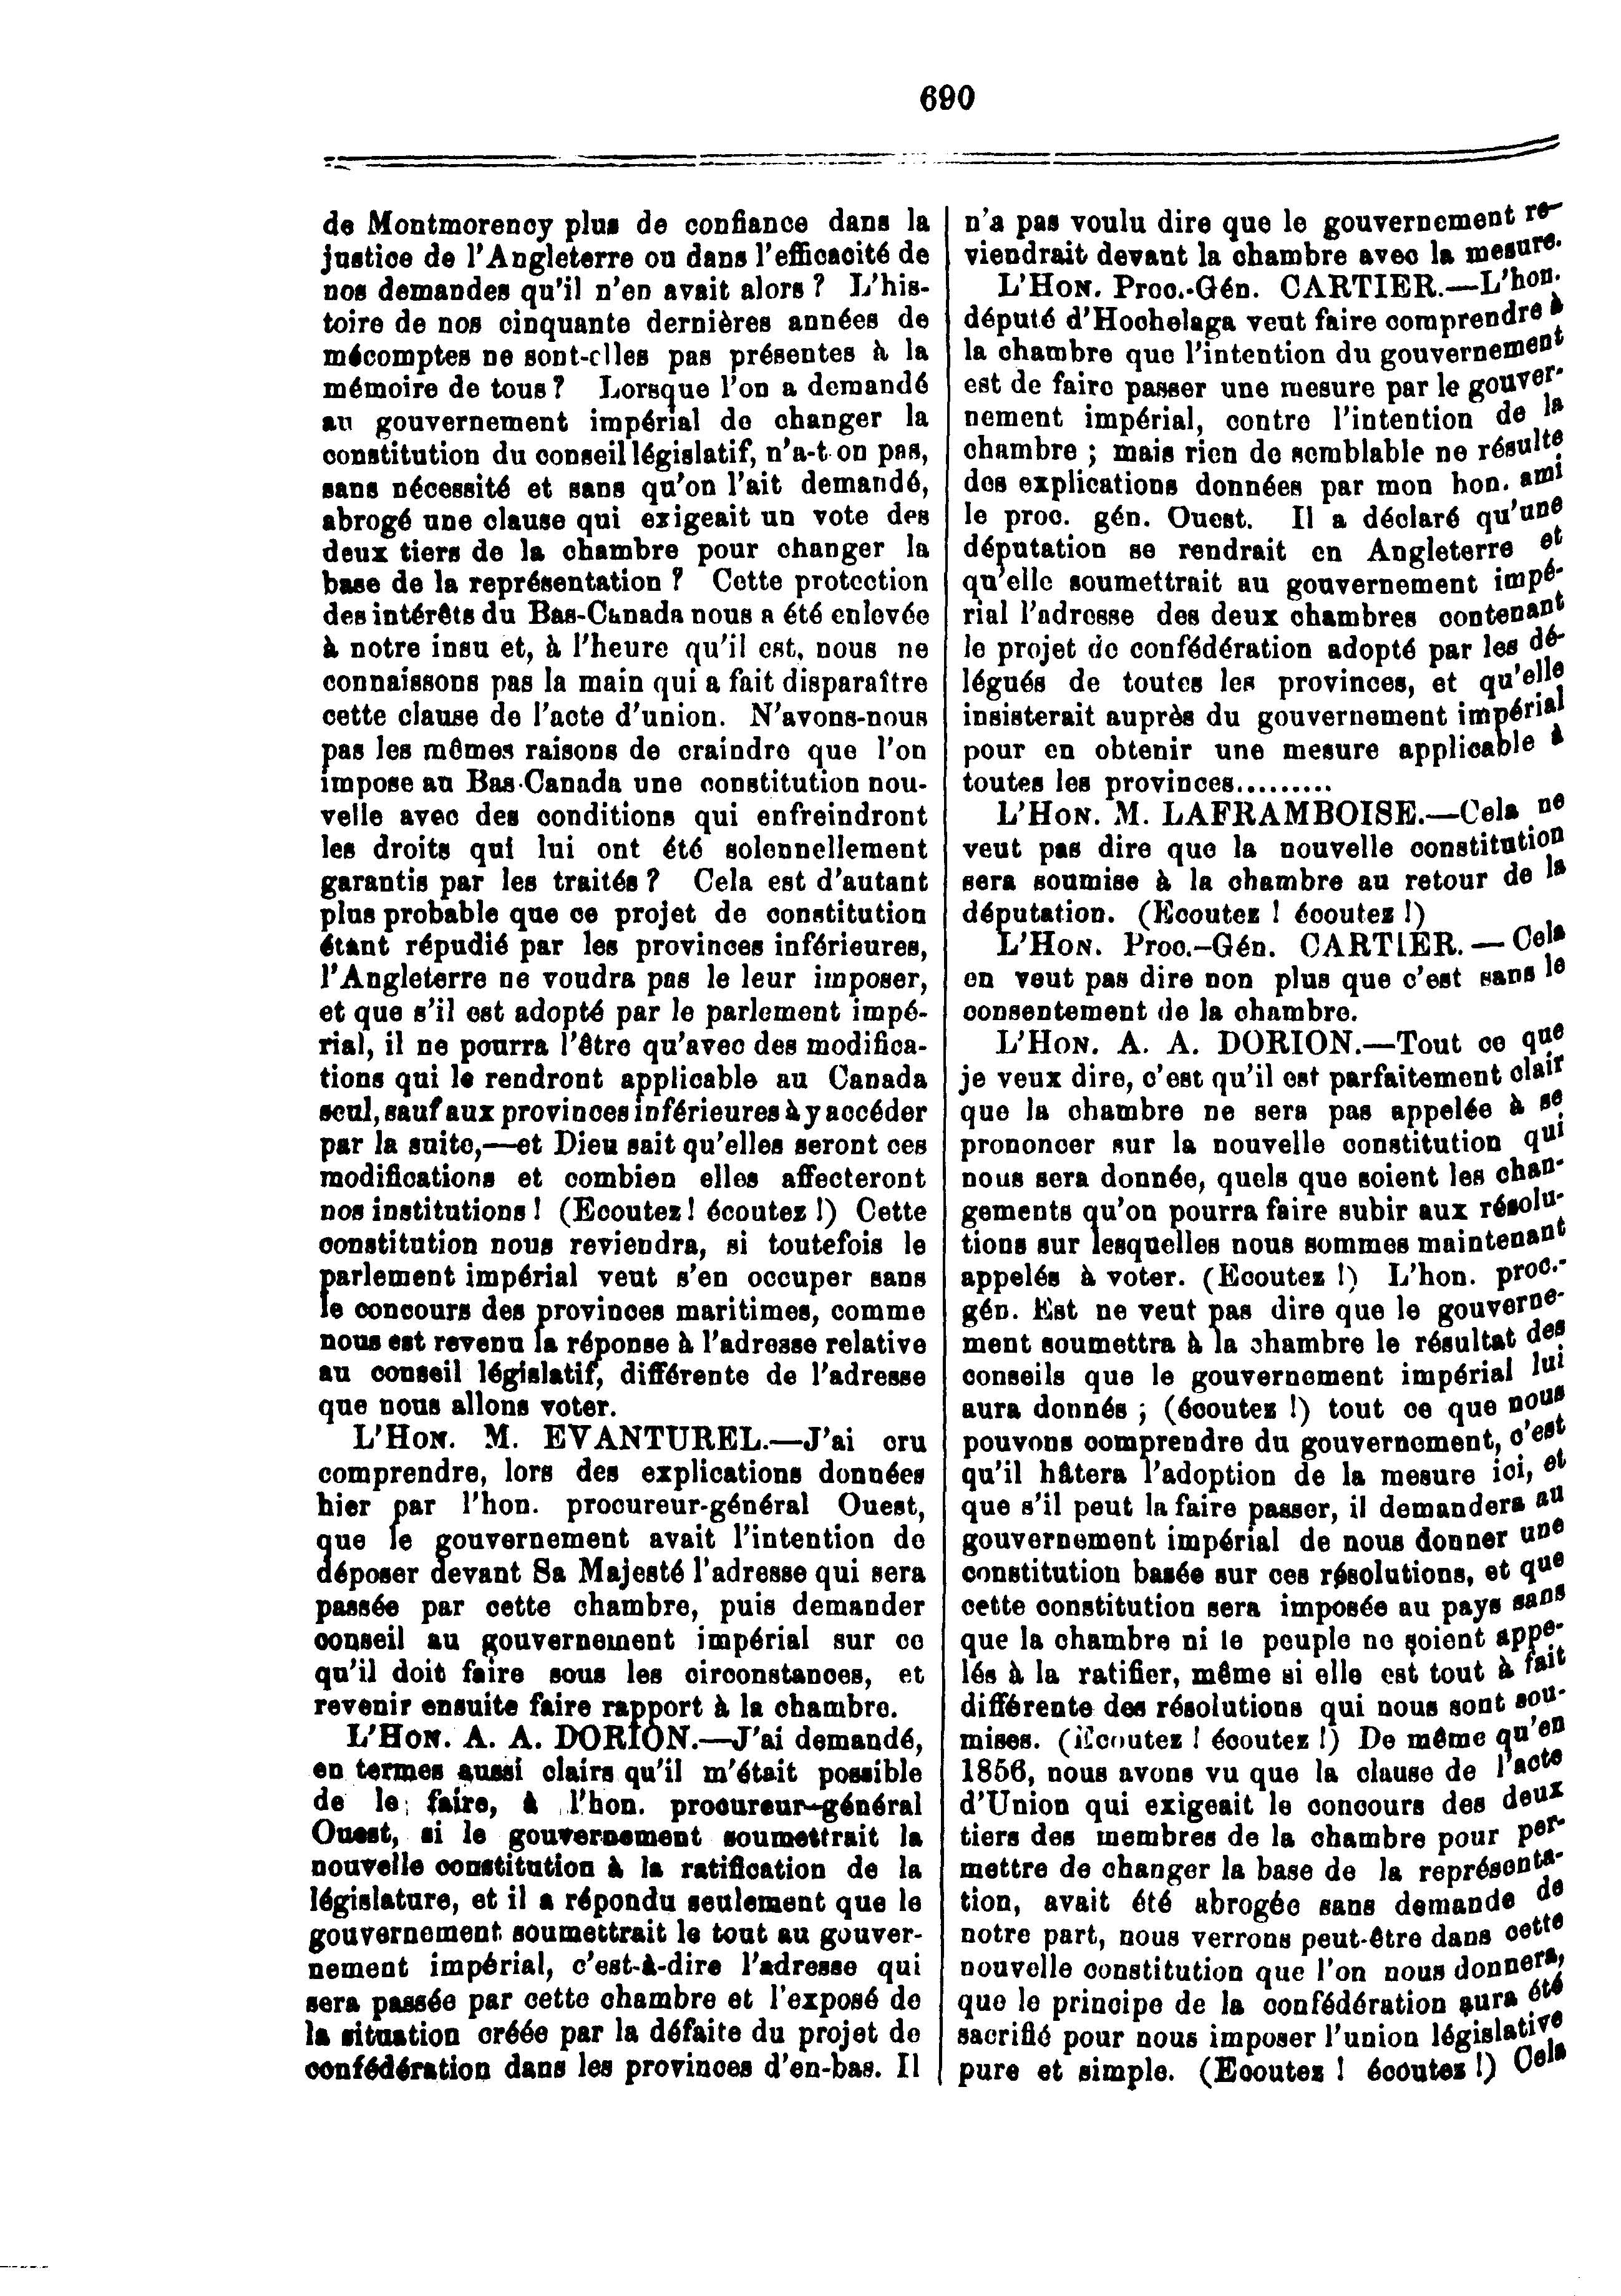 690
de Montmorency plus de confiance dans la
justice de l'Angleterre ou dans l'efficacité de
nos demandes qu'il n'en avait alors ? L'his-
toire de nos cinquante dernières années de
mécomptes ne sont-elles pas présentes à la
mémoire de tous ? Lorsque l'on a demandé
au gouvernement impérial de changer la
constitution du conseil législatif, n'a-t-on pas,
sans nécessité et sans qu'on l'ait demandé,
abrogé une clause qui exigeait un vote des
deux tiers de la chambre pour changer la
base de la représentation ? Cette protection
des intérêts du Bas-Canada nous a été enlevée
à notre insu et, à l'heure qu'il est, nous ne
connaissons pas la main qui a fait disparaître
cette clause de l'acte d'union. N'avons-nous
pas les mêmes raisons de craindre que l'on
impose au Bas-Canada une constitution nou-
velle avec des conditions qui enfreindront
les droits qui lui ont été solennellement
garantis par les traités ? Cela est d'autant
plus probable que ce projet de constitution
étant répudié par les provinces inférieures,
l'Angleterre ne voudra pas le leur imposer,
et que s'il est adopté par le parlement impé-
rial, il ne pourra l'être qu'avec des modifica-
tions qui le rendront applicable au Canada
seul, sauf aux provinces inférieures à y accéder
par la suite,—et Dieu sait qu'elles seront ces
modifications et combien elles affecteront
nos institutions ! (Ecoutez ! écoutez !) Cette
constitution nous reviendra, si toutefois le
parlement impérial veut s'en occuper sans
le concours des provinces maritimes, comme
nous est revenu la réponse à l'adresse relative
au conseil législatif, différente de l'adresse
que nous allons voter.
L'HON. M. EVANTUREL.—J'ai cru
comprendre, lors des explications données
hier par l'hon. procureur-général Ouest,
que le gouvernement avait l'intention de
déposer devant Sa Majesté l'adresse qui sera
passée par cette chambre, puis demander
conseil au gouvernement impérial sur ce
qu'il doit faire sous les circonstances, et
revenir ensuite faire rapport à la chambre.
L'HON. A. A. DORION.—J'ai demandé,
en termes aussi clairs qu'il m'était possible
de le faire, à l'hon. procureur-général
Ouest, si le gouvernement soumettrait la
nouvelle constitution à la ratification de la
législature, et il a répondu seulement que le
gouvernement soumettrait le tout au gouver-
nement impérial, c'est-à-dire l'adresse qui
sera passée par cette chambre et l'exposé de
la situation créée par la défaite du projet de
confédération dans les provinces d'en-bas. Il
n'a pas voulu dire que le gouvernement re-
viendrait devant la chambre avec la mesure.
L'HON. PROC.-GÉN. CARTIER.—L'hon.
député d'Hochelaga veut faire comprendre à
la chambre que l'intention du gouvernement
est de faire passer une mesure par le gouver-
nement impérial, contre l'intention de la
chambre ; mais rien de semblable ne résulte
des explications données par mon hon. ami
le proc. gén. Ouest. Il a déclaré qu'une
députation se rendrait en Angleterre et
qu'elle soumettrait au gouvernement impé-
rial l'adresse des deux chambres contenant
le projet de confédération adopté par les dé-
légués de toutes les provinces, et qu'elle
insisterait auprès du gouvernement impérial
pour en obtenir une mesure applicable à
toutes les provinces.........
L'HON. M. LAFRAMBOISE.—Cela ne
veut pas dire que la nouvelle constitution
sera soumise à la chambre au retour de la
députation. (Ecoutez ! écoutez !)
L'HON. PROC.-GÉN. CARTIER.—Cela
en veut pas dire non plus que c'est sans le
consentement de la chambre.
L'HON. A. A. DORION.—Tout ce que
je veux dire, c'est qu'il est parfaitement clair
que la chambre ne sera pas appelée à se
prononcer sur la nouvelle constitution qui
nous sera donnée, quels que soient les chan-
gements qu'on pourra faire subir aux résolu-
tions sur lesquelles nous sommes maintenant
appelés à voter. (Ecoutez !) L'hon. proc.-
gén. Est ne veut pas dire que le gouverne-
ment soumettra à la chambre le résultat des
conseils que le gouvernement impérial lui
aura donnés ; (écoutez !) tout ce que nous
pouvons comprendre du gouvernement, c'est
qu'il hâtera l'adoption de la mesure ici, et
que s'il peut la faire passer, il demandera au
gouvernement impérial de nous donner une
constitution basée sur ces résolutions, et que
cette constitution sera imposée au pays sans
que la chambre ni le peuple ne soient appe-
lés à la ratifier, même si elle est tout à fait
différente des résolutions qui nous sont sou-
mises. (Ecoutez ! écoutez !) De même qu'en
1856, nous avons vu que la clause de l'acte
d'Union qui exigeait le concours des deux
tiers des membres de la chambre pour per-
mettre de changer la base de la représenta-
tion, avait été abrogée sans demande de
notre part, nous verrons peut-être dans cette
nouvelle constitution que l'on nous donnera,
que le principe de la confédération aura été
sacrifié pour nous imposer l'union législative
pure et simple. (Ecoutez ! écoutez !) Cela